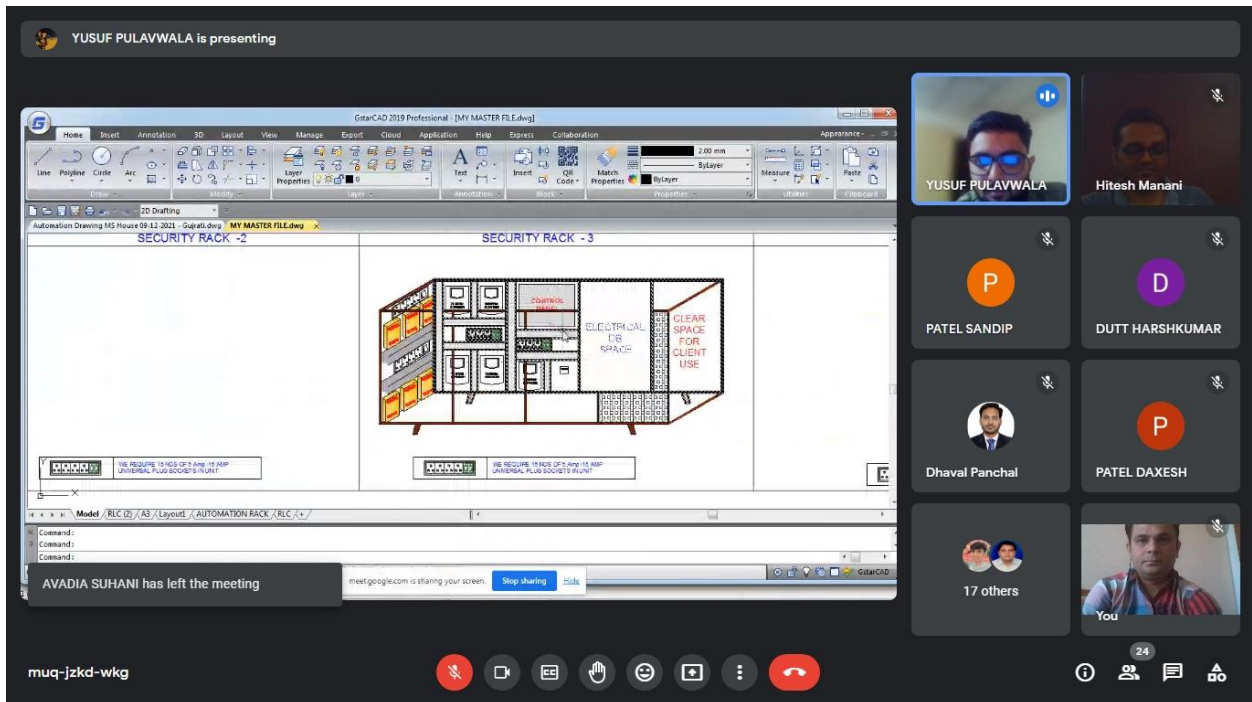 YUSUF PULAVWALA is presenting
GstarCAD 2019 Professional - [MY MASTER FILE.dwg]
Home Insert Annotation 3D Layout View Manage Export Cloud Application Help Express Collaboration Appearance
Line Polyline Circle Arc
Layer Properties
0
Text
Insert
QR Code
Match Properties
2.00 mm
ByLayer
ByLayer
Measure
Paste
Draw Modify Layer Annotation Block Properties Utilities Clipboard
2D Drafting
Automation Drawing MS House 09-12-2021 - Gujrati.dwg MY MASTER FILE.dwg x
SECURITY RACK -2
SECURITY RACK - 3
CONTROL
PANEL
ELECTRICAL
DB
SPACE
CLEAR
SPACE
FOR
CLIENT
USE
WE REQUIRE 15 NOS OF 5 Amp -15 AMP
UNIVERSAL PLUG SOCKETS IN UNIT
WE REQUIRE 15 NOS OF 5 Amp -15 AMP
UNIVERSAL PLUG SOCKETS IN UNIT
Y
X
Model RLC (2) A3 Layout1 AUTOMATION RACK RLC +
Command:
Command:
Command:
GstarCAD
meet.google.com is sharing your screen. Stop sharing Hide
AVADIA SUHANI has left the meeting
YUSUF PULAVWALA
Hitesh Manani
P
PATEL SANDIP
D
DUTT HARSHKUMAR
Dhaval Panchal
P
PATEL DAXESH
17 others
You
muq-jzkd-wkg
CC
24